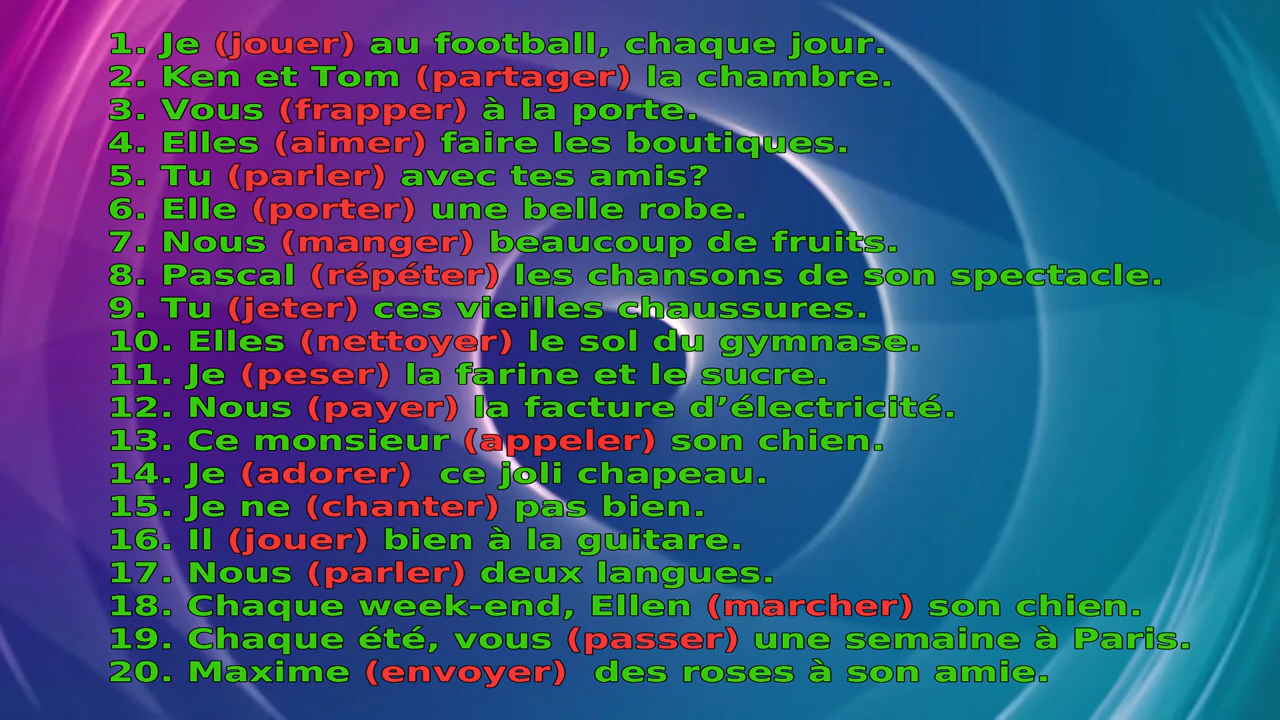 1. Je (jouer) au football, chaque jour.
2. Ken et Tom (partager) la chambre.
3. Vous (frapper) à la porte.
4. Elles (aimer) faire les boutiques.
5. Tu (parler) avec tes amis?
6. Elle (porter) une belle robe.
7. Nous (manger) beaucoup de fruits.
8. Pascal (répéter) les chansons de son spectacle.
9. Tu (jeter) ces vieilles chaussures.
10. Elles (nettoyer) le sol du gymnase.
11. Je (peser) la farine et le sucre.
12. Nous (payer) la facture d’électricité.
13. Ce monsieur (appeler) son chien.
14. Je (adorer)  ce joli chapeau.
15. Je ne (chanter) pas bien.
16. Il (jouer) bien à la guitare.
17. Nous (parler) deux langues.
18. Chaque week-end, Ellen (marcher) son chien.
19. Chaque été, vous (passer) une semaine à Paris.
20. Maxime (envoyer)  des roses à son amie.